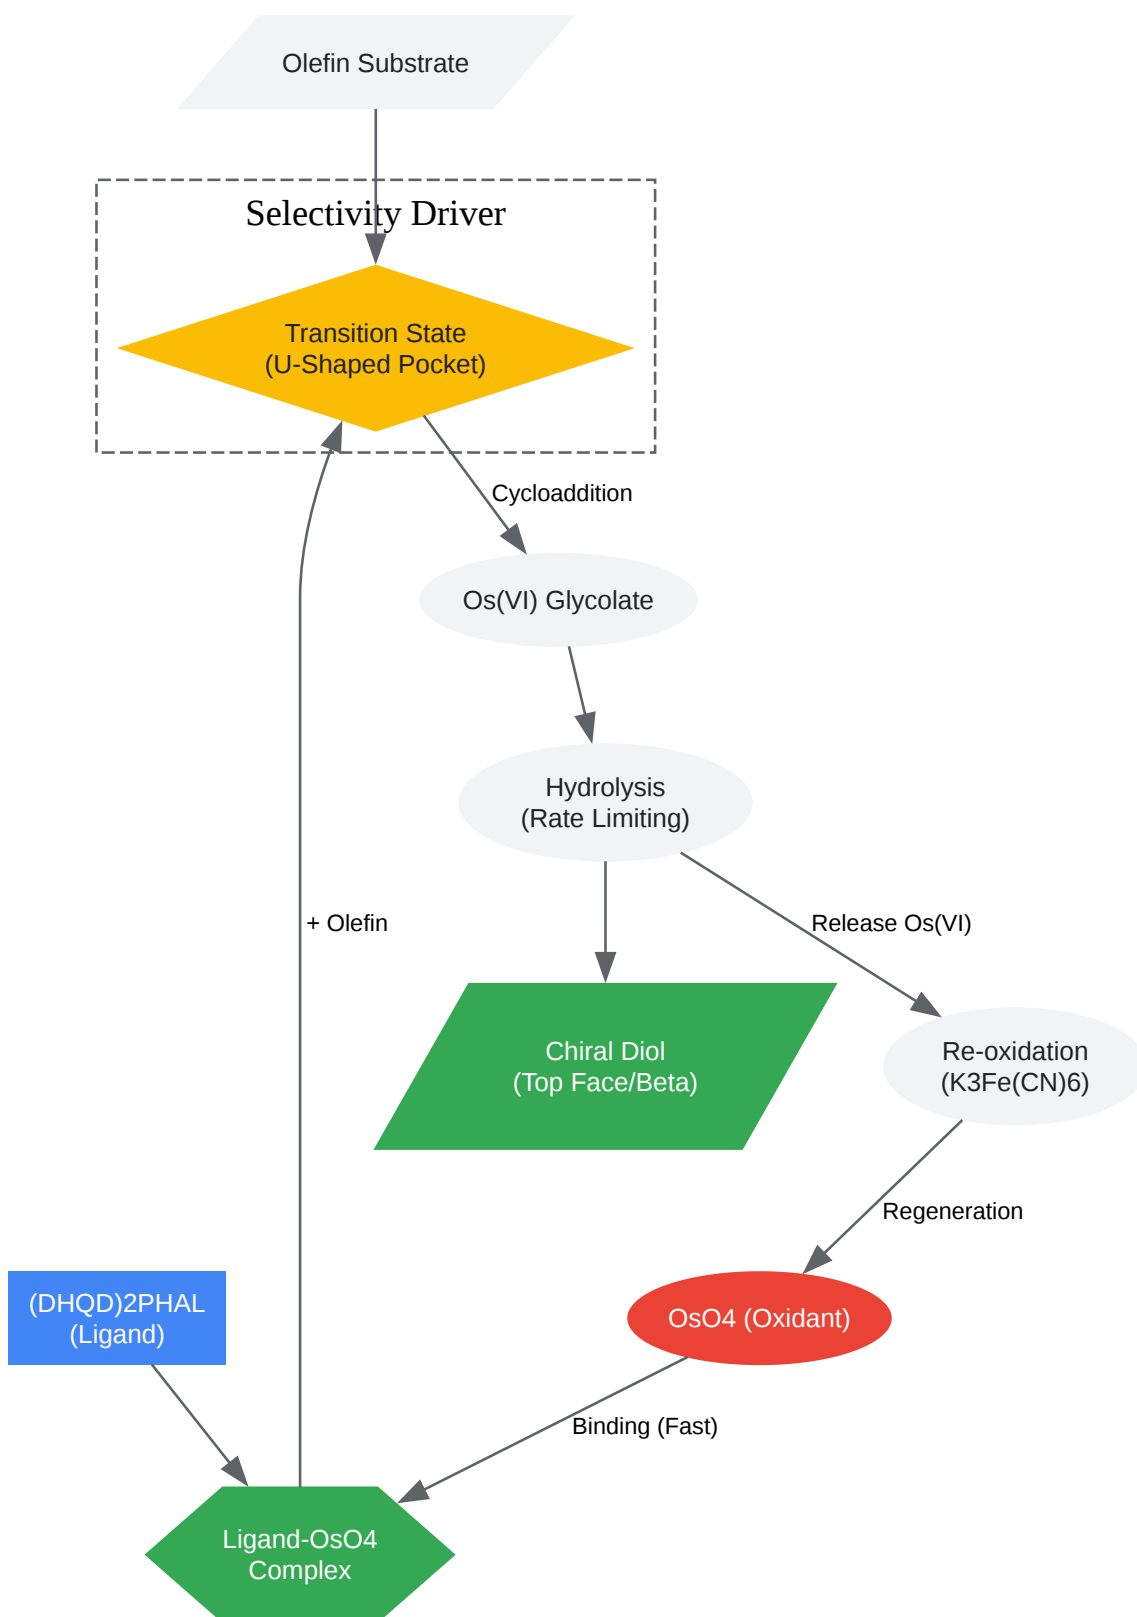 Olefin Substrate
Selectivity Driver
Transition State
(U-Shaped Pocket)
Cycloaddition
Os(VI) Glycolate
Hydrolysis
(Rate Limiting)
+ Olefin
Release Os(VI)
Chiral Diol
(Top Face/Beta)
Re-oxidation
(K3Fe(CN)6)
Regeneration
(DHQD)2PHAL
(Ligand)
OsO4 (Oxidant)
Binding (Fast)
Ligand-OsO4
Complex